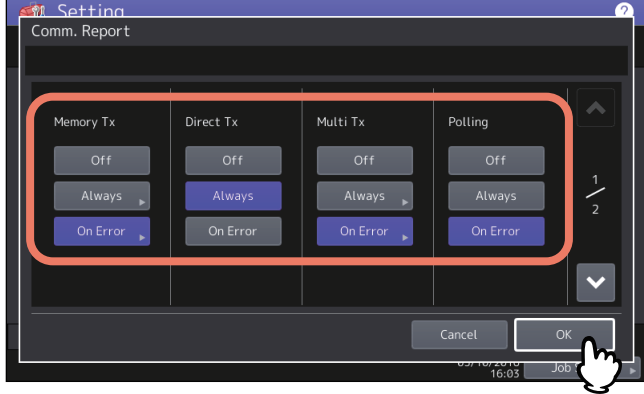 Setting
?
Comm. Report
Memory Tx Direct Tx Multi Tx Polling
Off Off Off Off
Always Always Always Always
On Error On Error On Error On Error
1
2
Cancel OK
16:03 Job